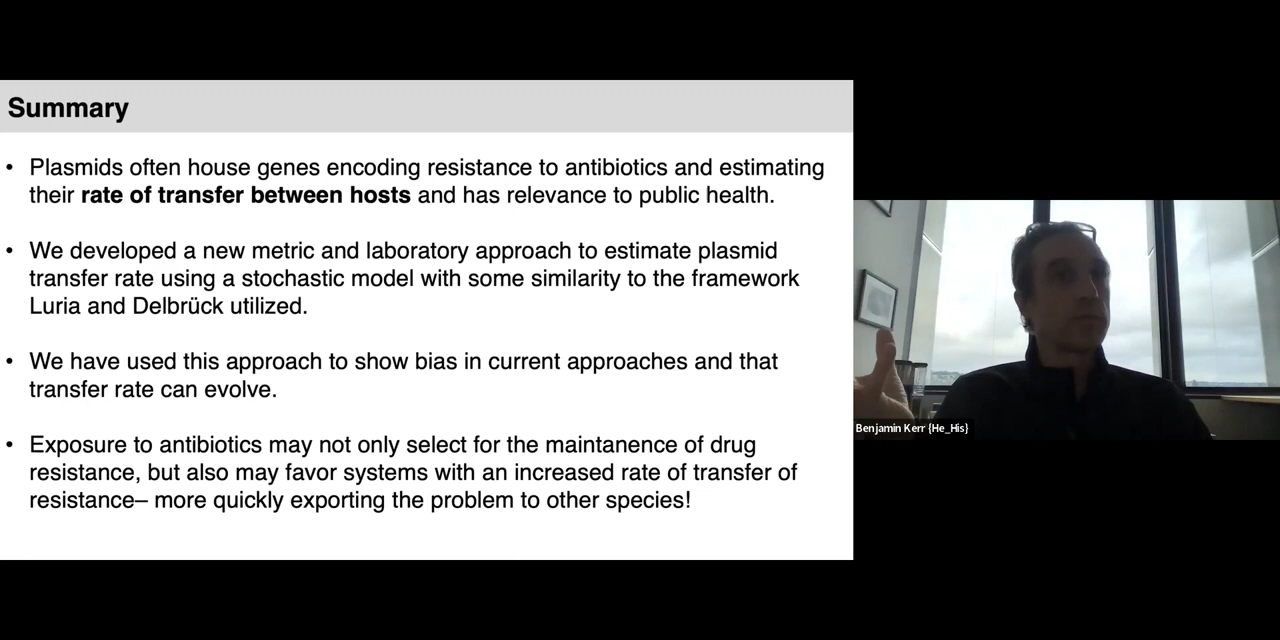 Summary
• Plasmids often house genes encoding resistance to antibiotics and estimating
their rate of transfer between hosts and has relevance to public health.
• We developed a new metric and laboratory approach to estimate plasmid
transfer rate using a stochastic model with some similarity to the framework
Luria and Delbrück utilized.
• We have used this approach to show bias in current approaches and that
transfer rate can evolve.
• Exposure to antibiotics may not only select for the maintanence of drug
resistance, but also may favor systems with an increased rate of transfer of
resistance– more quickly exporting the problem to other species!
Benjamin Kerr {He_His}